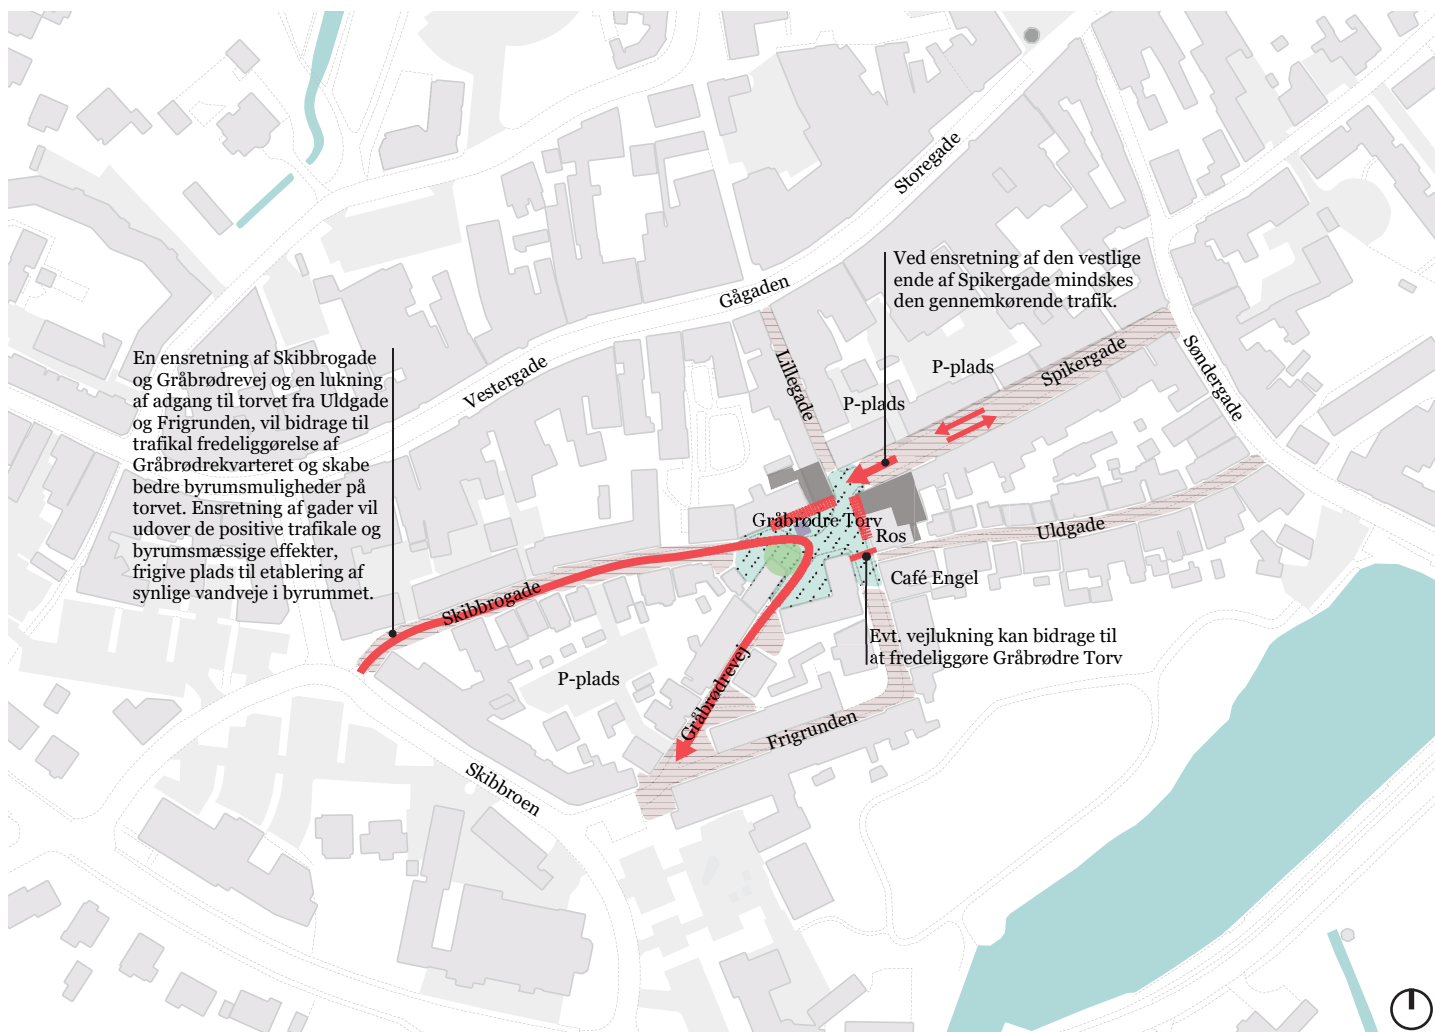 Storegade
Ved ensretning af den vestlige
ende af Spikergade mindskes
den gennemkørende trafik.
Gågaden
Søndergade
Spikergade
P-plads
Lillegade
P-plads
Vestergade
En ensretning af Skibbrogade
og Gråbrødrevej og en lukning
af adgang til torvet fra Uldgade
og Frigrunden, vil bidrage til
trafikal fredeliggørelse af
Gråbrødrekvarteret og skabe
bedre byrumsmuligheder på
torvet. Ensretning af gader vil
udover de positive trafikale og
byrumsmæssige effekter,
frigive plads til etablering af
synlige vandveje i byrummet.
Gråbrødre Torv
Ros
Uldgade
Café Engel
Skibbrogade
Evt. vejlukning kan bidrage til
at fredeliggøre Gråbrødre Torv
P-plads
Gråbrødrevej
Frigrunden
Skibbroen